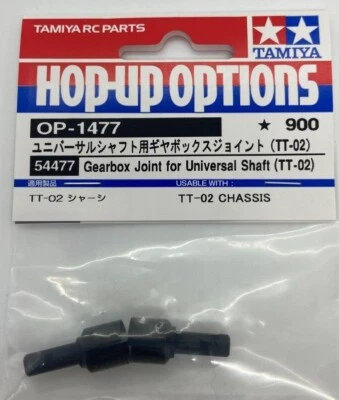 TAMIYA RC PARTS
TAMIYA
HOP-UP OPTIONS
OP-1477 ★ 900
ユニバーサルシャフト用ギヤボックスジョイント (TT-02)
54477 Gearbox Joint for Universal Shaft (TT-02)
適用製品 USABLE WITH :
TT-02 シャーシ TT-02 CHASSIS